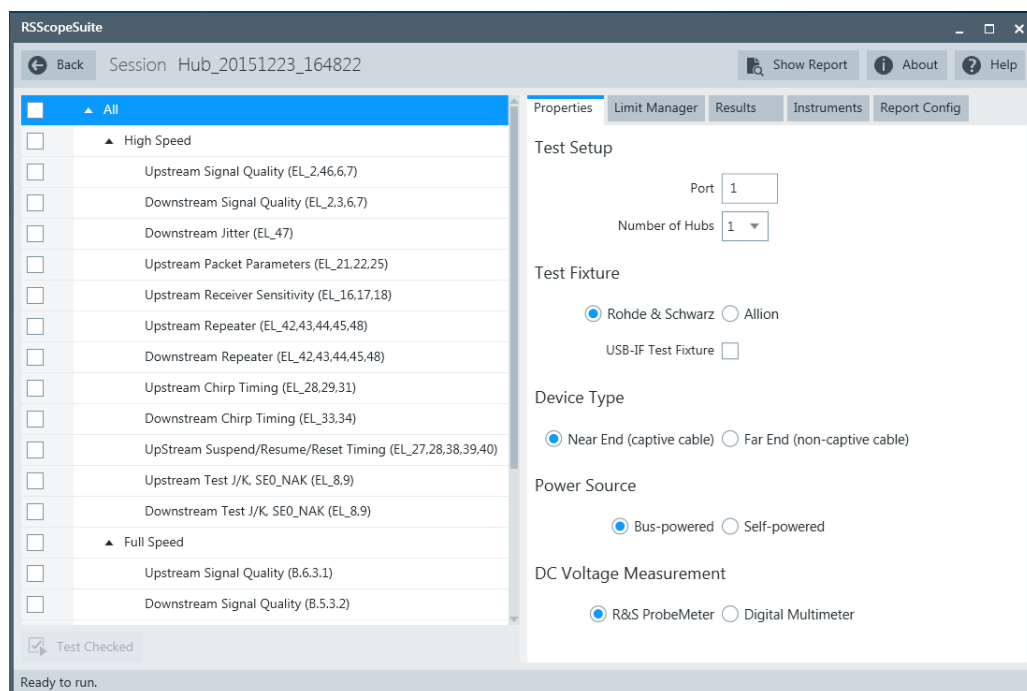 RSScopeSuite
Back Session Hub_20151223_164822 Show Report About Help
All
High Speed
Upstream Signal Quality (EL_2,46,6,7)
Downstream Signal Quality (EL_2,3,6,7)
Downstream Jitter (EL_47)
Upstream Packet Parameters (EL_21,22,25)
Upstream Receiver Sensitivity (EL_16,17,18)
Upstream Repeater (EL_42,43,44,45,48)
Downstream Repeater (EL_42,43,44,45,48)
Upstream Chirp Timing (EL_28,29,31)
Downstream Chirp Timing (EL_33,34)
UpStream Suspend/Resume/Reset Timing (EL_27,28,38,39,40)
Upstream Test J/K, SE0_NAK (EL_8,9)
Downstream Test J/K, SE0_NAK (EL_8,9)
Full Speed
Upstream Signal Quality (B.6.3.1)
Downstream Signal Quality (B.5.3.2)
Test Checked
Properties Limit Manager Results Instruments Report Config
Test Setup
Port 1
Number of Hubs 1
Test Fixture
Rohde & Schwarz Allion
USB-IF Test Fixture
Device Type
Near End (captive cable) Far End (non-captive cable)
Power Source
Bus-powered Self-powered
DC Voltage Measurement
R&S ProbeMeter Digital Multimeter
Ready to run.